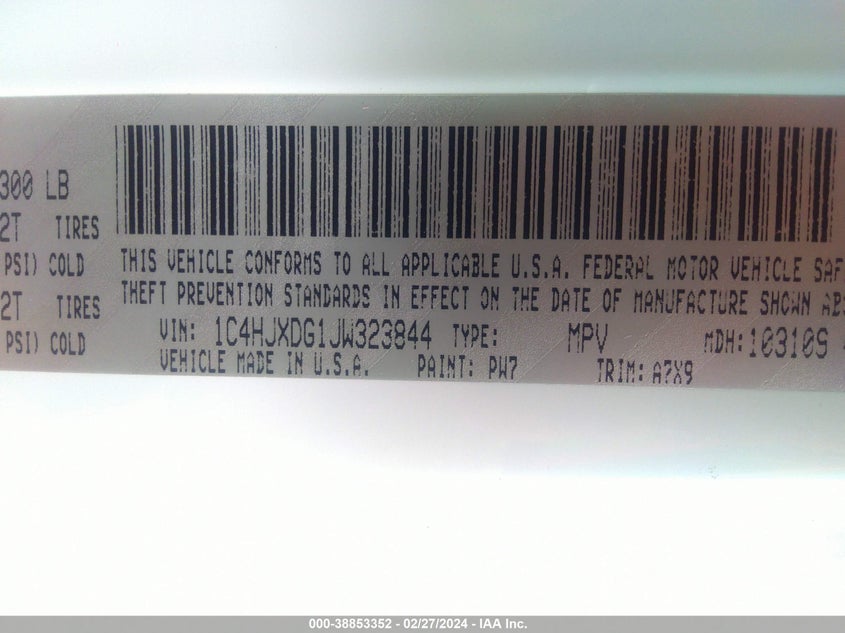 300 LB
2T TIRES
PSI) COLD
2T TIRES
PSI) COLD
THIS VEHICLE CONFORMS TO ALL APPLICABLE U.S.A. FEDERAL MOTOR VEHICLE SAF
THEFT PREVENTION STANDARDS IN EFFECT ON THE DATE OF MANUFACTURE SHOWN AB
VIN: 1C4HJXDG1JW323844 TYPE: MPV MDH: 103109
VEHICLE MADE IN U.S.A. PAINT: PW7 TRIM: A7X9
000-38853352 - 02/27/2024 - IAA Inc.